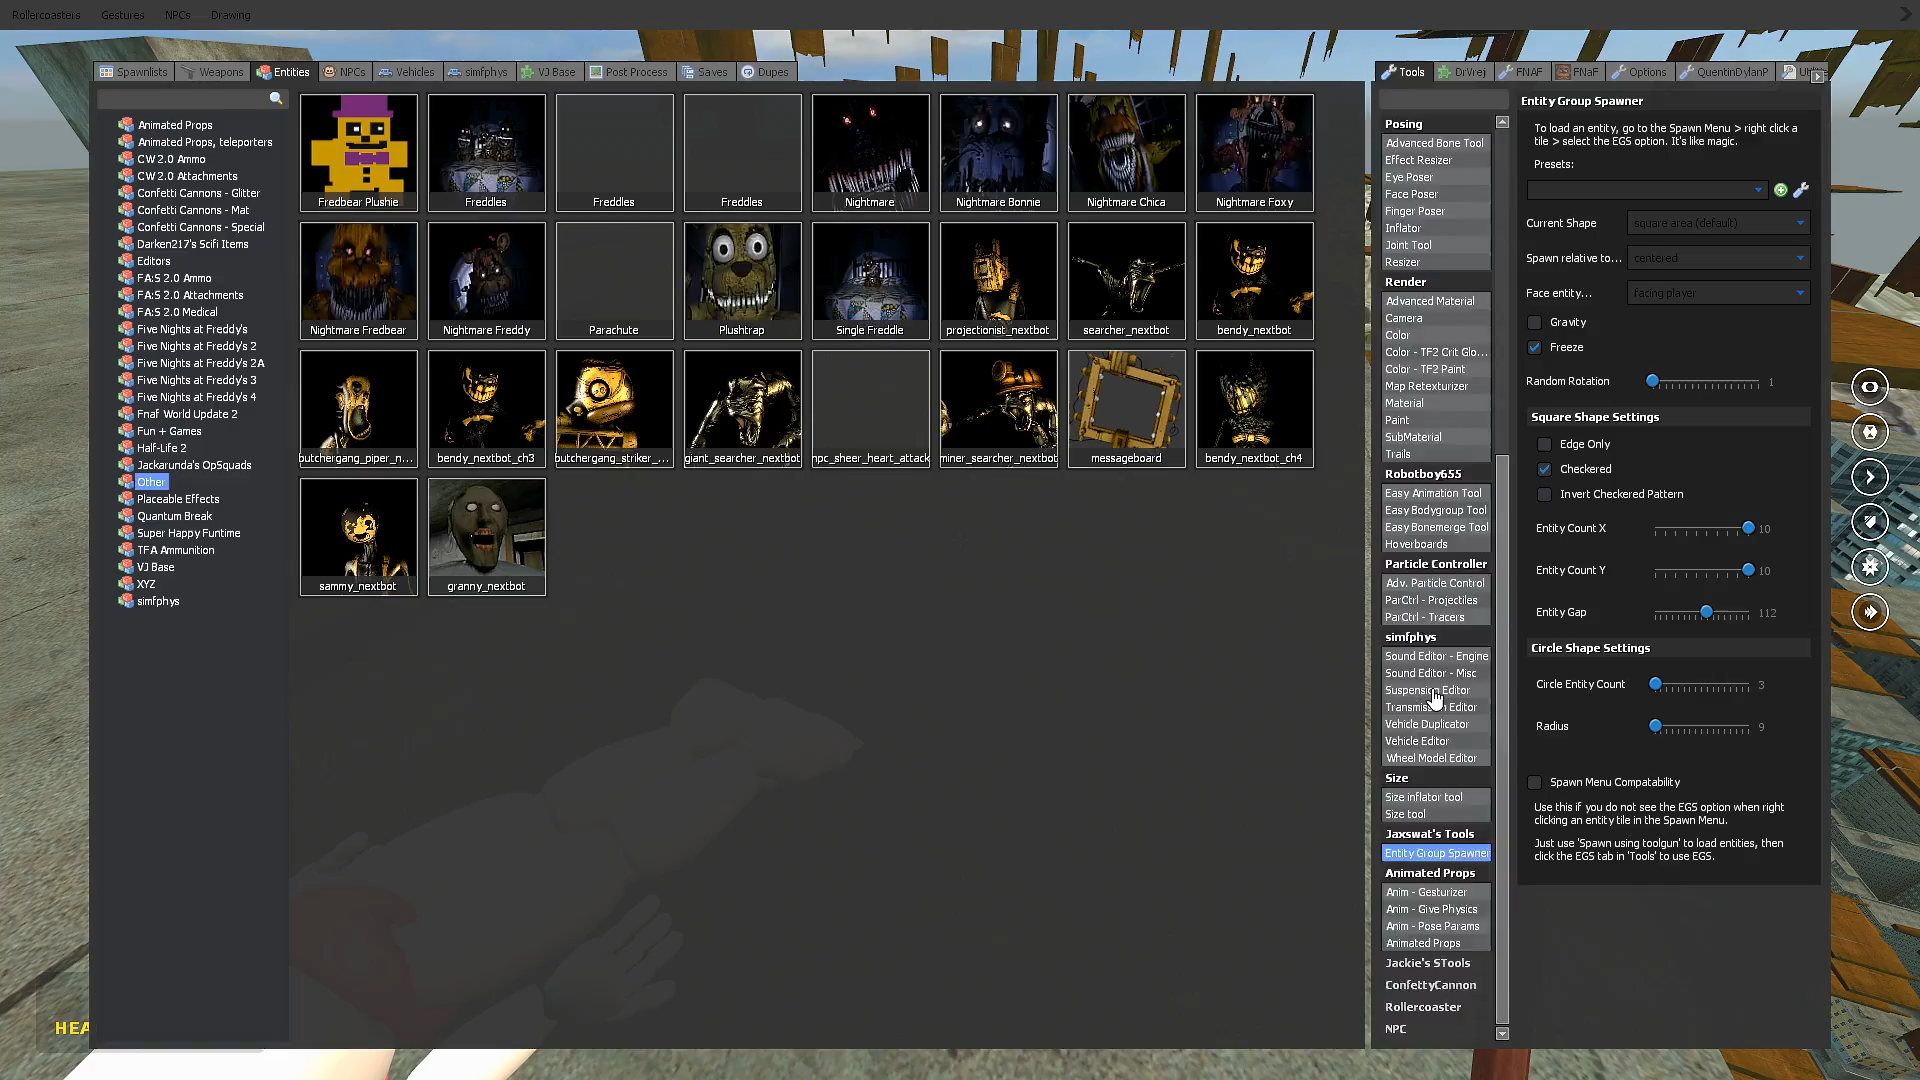 Rollercoasters Gestures NPCs Drawing
Spawnlists Weapons Entities NPCs Vehicles simfphys VJ Base Post Process Saves Dupes
Animated Props
Animated Props, teleporters
CW 2.0 Ammo
CW 2.0 Attachments
Confetti Cannons - Glitter
Confetti Cannons - Mat
Confetti Cannons - Special
Darken217's Scifi Items
Editors
FA:S 2.0 Ammo
FA:S 2.0 Attachments
FA:S 2.0 Medical
Five Nights at Freddy's
Five Nights at Freddy's 2
Five Nights at Freddy's 2A
Five Nights at Freddy's 3
Five Nights at Freddy's 4
Fnaf World Update 2
Fun + Games
Half-Life 2
Jackarunda's OpSquads
Other
Placeable Effects
Quantum Break
Super Happy Funtime
TFA Ammunition
VJ Base
XYZ
simfphys
Fredbear Plushie Freddles Freddles Freddles Nightmare Nightmare Bonnie Nightmare Chica Nightmare Foxy
Nightmare Fredbear Nightmare Freddy Parachute Plushtrap Single Freddle projectionist_nextbot searcher_nextbot bendy_nextbot
butchergang_piper_n... bendy_nextbot_ch3 butchergang_striker_... giant_searcher_nextbot npc_sheer_heart_attack miner_searcher_nextbot messageboard bendy_nextbot_ch4
sammy_nextbot granny_nextbot
HEA
Tools DrVrej FNAF FNaF Options QuentinDylanP
Posing
Advanced Bone Tool
Effect Resizer
Eye Poser
Face Poser
Finger Poser
Inflator
Joint Tool
Resizer
Render
Advanced Material
Camera
Color
Color - TF2 Crit Glo...
Color - TF2 Paint
Map Retexturizer
Material
Paint
SubMaterial
Trails
Robotboy655
Easy Animation Tool
Easy Bodygroup Tool
Easy Bonemerge Tool
Hoverboards
Particle Controller
Adv. Particle Control
ParCtrl - Projectiles
ParCtrl - Tracers
simfphys
Sound Editor - Engine
Sound Editor - Misc
Suspension Editor
Transmission Editor
Vehicle Duplicator
Vehicle Editor
Wheel Model Editor
Size
Size inflator tool
Size tool
Jaxswat's Tools
Entity Group Spawner
Animated Props
Anim - Gesturizer
Anim - Give Physics
Anim - Pose Params
Animated Props
Jackie's STools
ConfettyCannon
Rollercoaster
NPC
Entity Group Spawner
To load an entity, go to the Spawn Menu > right click a
tile > select the EGS option. It's like magic.
Presets:
Current Shape square area (default)
Spawn relative to... centered
Face entity... facing player
Gravity
Freeze
Random Rotation 1
Square Shape Settings
Edge Only
Checkered
Invert Checkered Pattern
Entity Count X 10
Entity Count Y 10
Entity Gap 112
Circle Shape Settings
Circle Entity Count 3
Radius 9
Spawn Menu Compatability
Use this if you do not see the EGS option when right
clicking an entity tile in the Spawn Menu.
Just use 'Spawn using toolgun' to load entities, then
click the EGS tab in 'Tools' to use EGS.